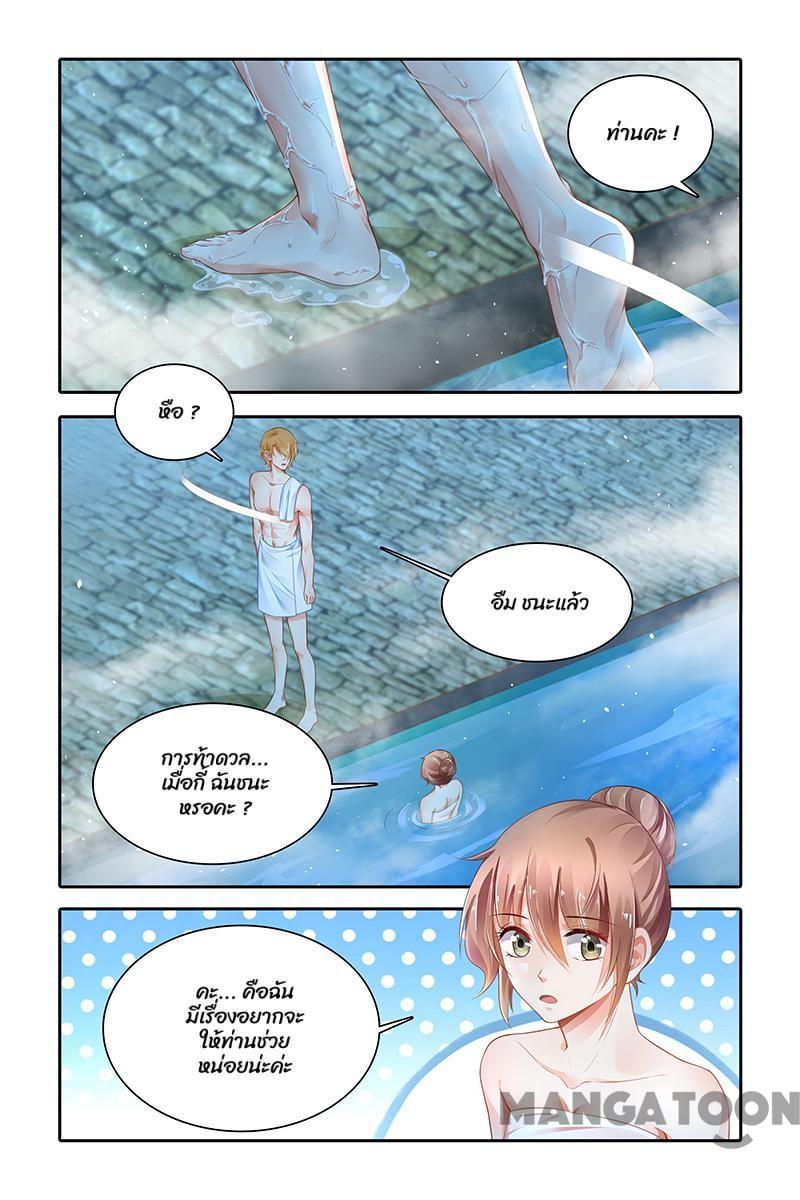 ท่านคะ !
หือ ?
อืม ชนะแล้ว
การท้าดวล...
เมื่อกี้ ฉันชนะ
หรอคะ ?
คะ... คือฉัน
มีเรื่องอยากจะ
ให้ท่านช่วย
หน่อยน่ะค่ะ
MANGATOON